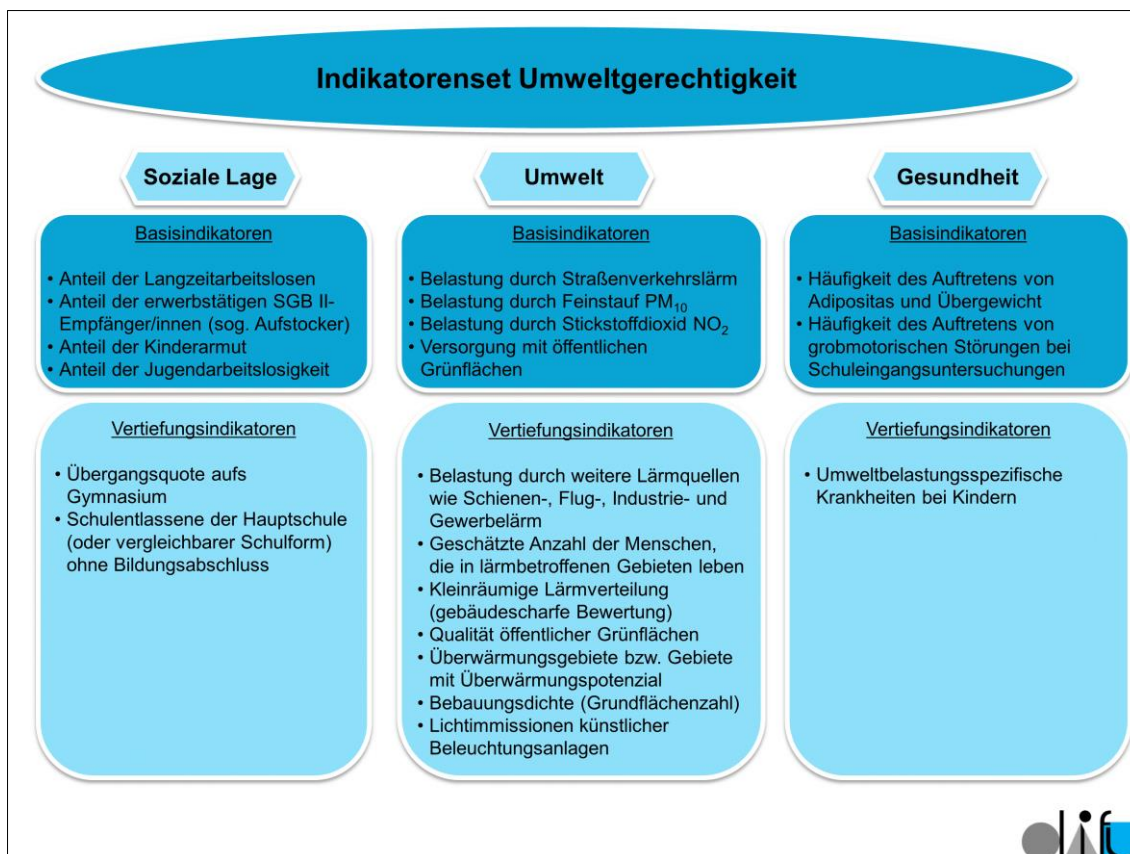 Indikatorenset Umweltgerechtigkeit
Soziale Lage
Basisindikatoren
• Anteil der Langzeitarbeitslosen
• Anteil der erwerbstätigen SGB II-
Empfänger/innen (sog. Aufstocker)
• Anteil der Kinderarmut
• Anteil der Jugendarbeitslosigkeit
Vertiefungsindikatoren
• Übergangsquote aufs
Gymnasium
• Schulentlassene der Hauptschule
(oder vergleichbarer Schulform)
ohne Bildungsabschluss
Umwelt
Basisindikatoren
• Belastung durch Straßenverkehrslärm
• Belastung durch Feinstauf PM₁₀
• Belastung durch Stickstoffdioxid NO₂
• Versorgung mit öffentlichen
Grünflächen
Vertiefungsindikatoren
• Belastung durch weitere Lärmquellen
wie Schienen-, Flug-, Industrie- und
Gewerbelärm
• Geschätzte Anzahl der Menschen,
die in lärmbetroffenen Gebieten leben
• Kleinräumige Lärmverteilung
(gebäudescharfe Bewertung)
• Qualität öffentlicher Grünflächen
• Überwärmungsgebiete bzw. Gebiete
mit Überwärmungspotenzial
• Bebauungsdichte (Grundflächenzahl)
• Lichtimmissionen künstlicher
Beleuchtungsanlagen
Gesundheit
Basisindikatoren
• Häufigkeit des Auftretens von
Adipositas und Übergewicht
• Häufigkeit des Auftretens von
grobmotorischen Störungen bei
Schuleingangsuntersuchungen
Vertiefungsindikatoren
• Umweltbelastungsspezifische
Krankheiten bei Kindern
difu